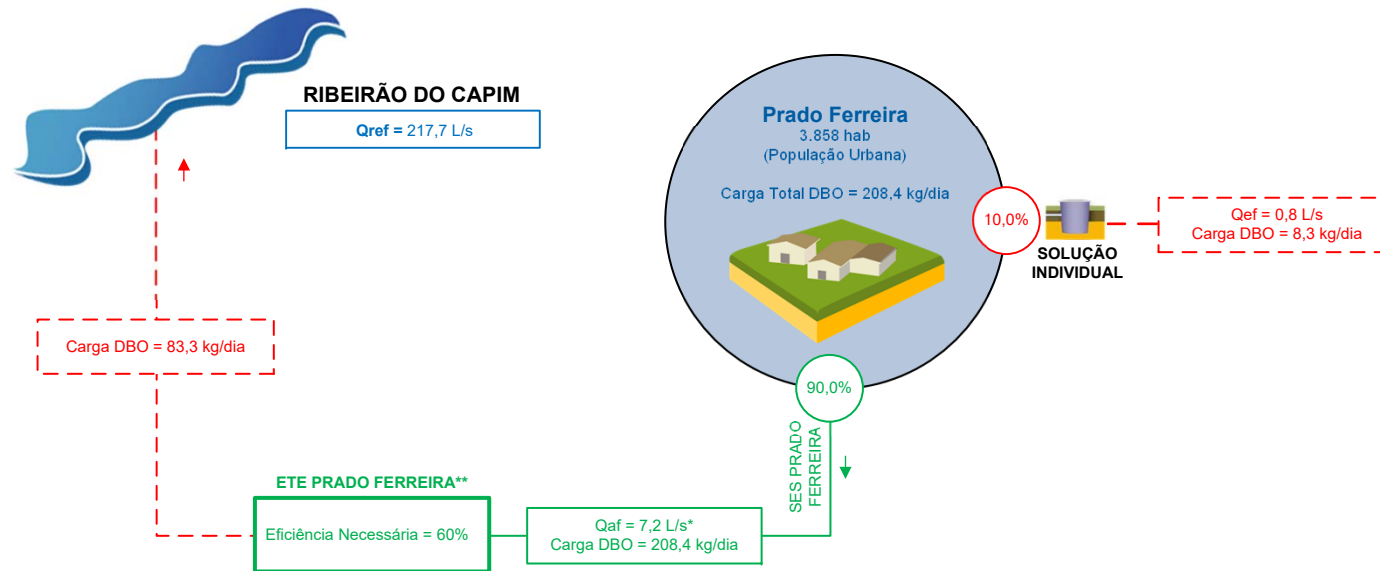 RIBEIRÃO DO CAPIM
Qref = 217,7 L/s
Prado Ferreira
3.858 hab
(População Urbana)
Carga Total DBO = 208,4 kg/dia
10,0%
SOLUÇÃO
INDIVIDUAL
Qef = 0,8 L/s
Carga DBO = 8,3 kg/dia
Carga DBO = 83,3 kg/dia
90,0%
SES PRADO
FERREIRA
ETE PRADO FERREIRA**
Eficiência Necessária = 60%
Qaf = 7,2 L/s*
Carga DBO = 208,4 kg/dia